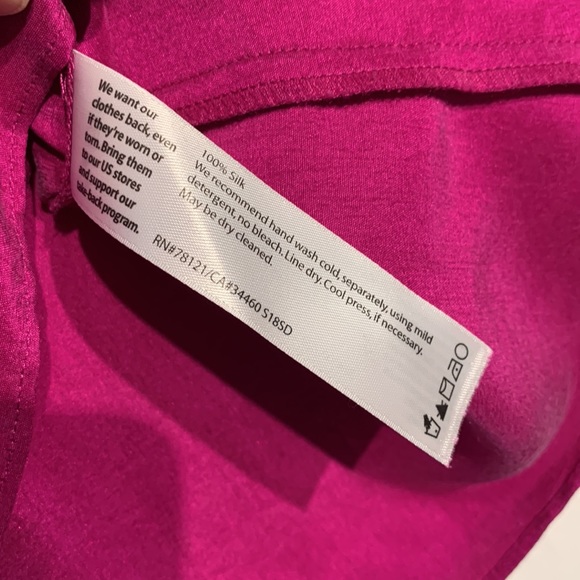 We want our
clothes back, even
if they're worn or
torn. Bring them
to our US stores
and support our
take-back program.
100% Silk
We recommend hand wash cold, separately, using mild
detergent, no bleach. Line dry. Cool press, if necessary.
May be dry cleaned.
RN#78121/CA#34460 S18SD